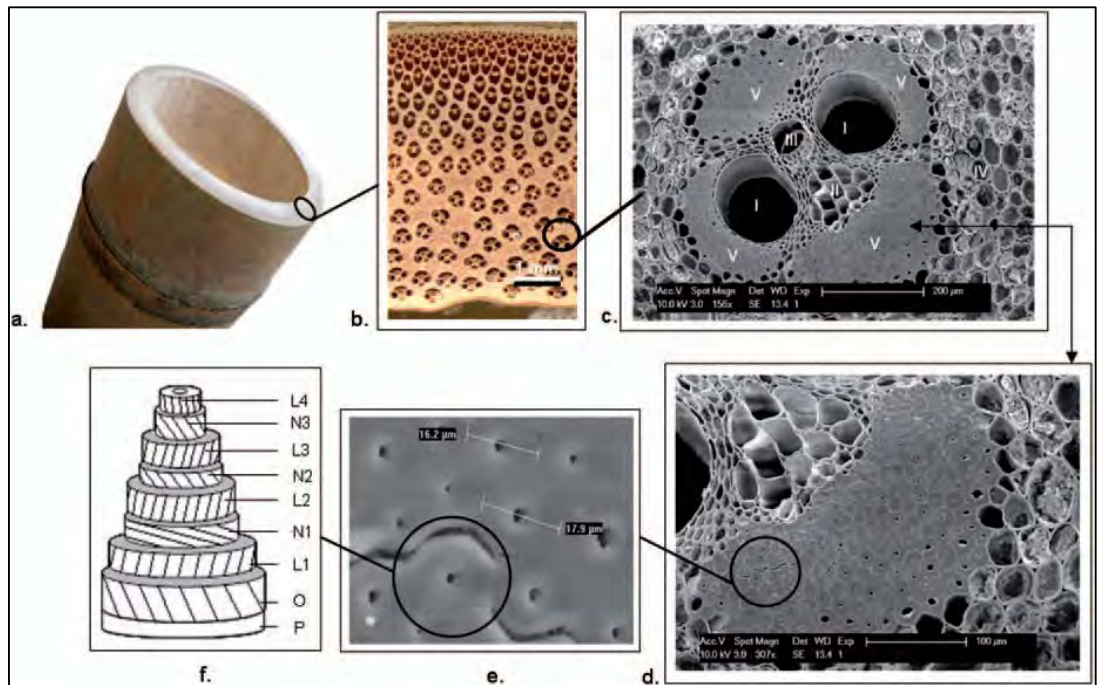 a.
b.
1 mm
c.
V
V
I
III
IV
II
I
V
V
Acc.V Spot Magn Det WD Exp
10.0 kV 3.0 156x SE 13.4 1
200 µm
L4
N3
L3
N2
L2
N1
L1
O
P
f.
16.2 µm
17.9 µm
e.
Acc.V Spot Magn Det WD Exp
10.0 kV 3.0 307x SE 13.4 1
100 µm
d.